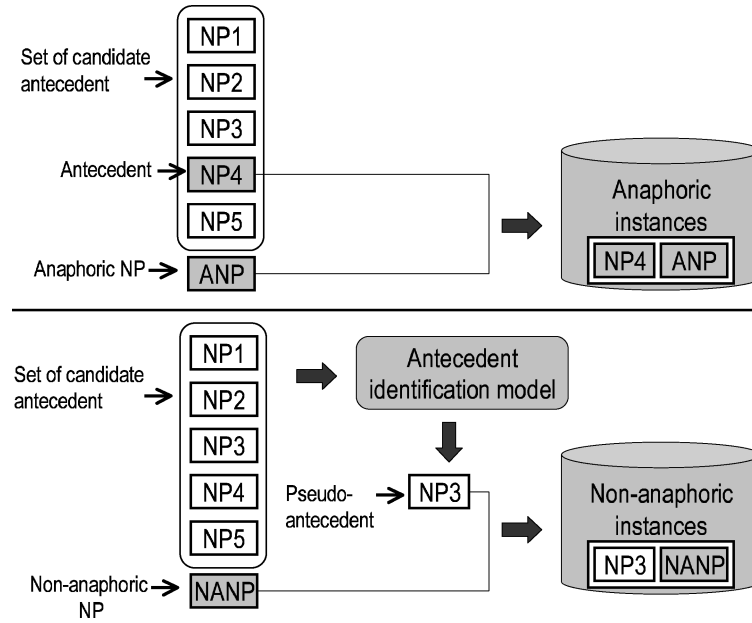 NP1
Set of candidate
antecedent
NP2
NP3
Antecedent
NP4
NP5
Anaphoric NP
ANP
Anaphoric
instances
NP4 ANP
NP1
Set of candidate
antecedent
NP2
NP3
NP4
NP5
Antecedent
identification model
Pseudo-
antecedent
NP3
Non-anaphoric
NP
NANP
Non-anaphoric
instances
NP3 NANP